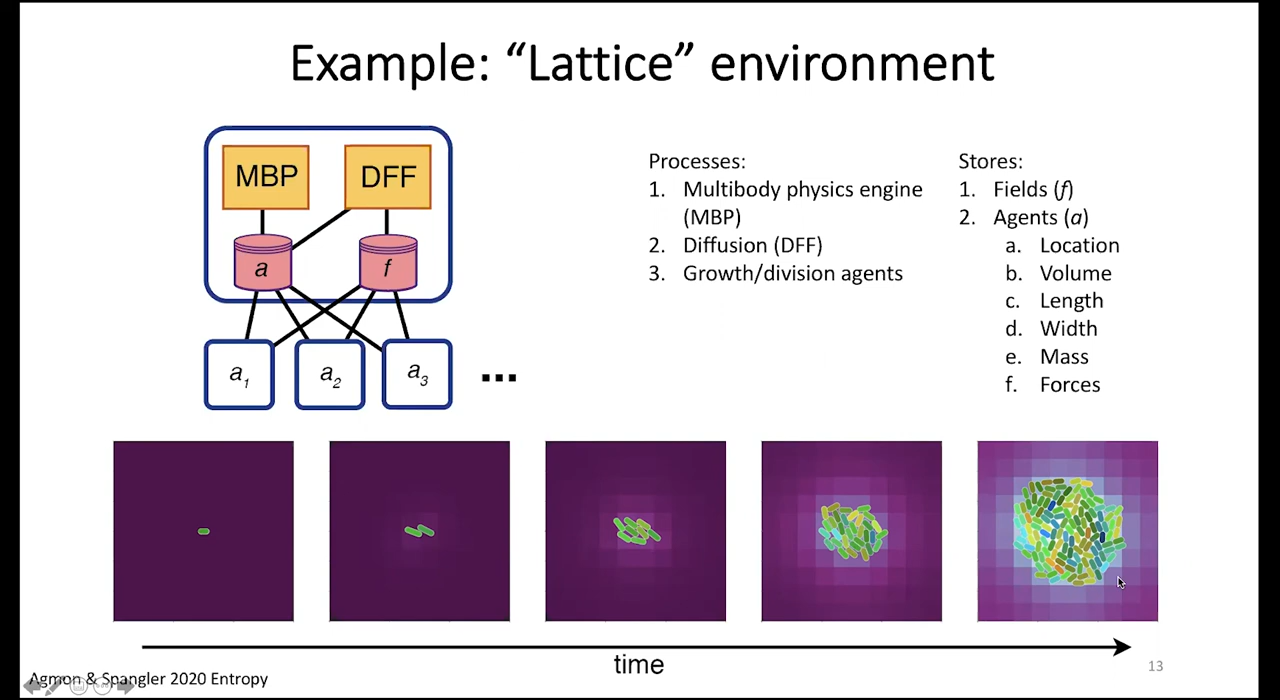 Example: “Lattice” environment
MBP
DFF
a
f
a1
a2
a3
...
Processes:
1. Multibody physics engine
(MBP)
2. Diffusion (DFF)
3. Growth/division agents
Stores:
1. Fields (f)
2. Agents (a)
a. Location
b. Volume
c. Length
d. Width
e. Mass
f. Forces
time
13
Agmon & Spangler 2020 Entropy